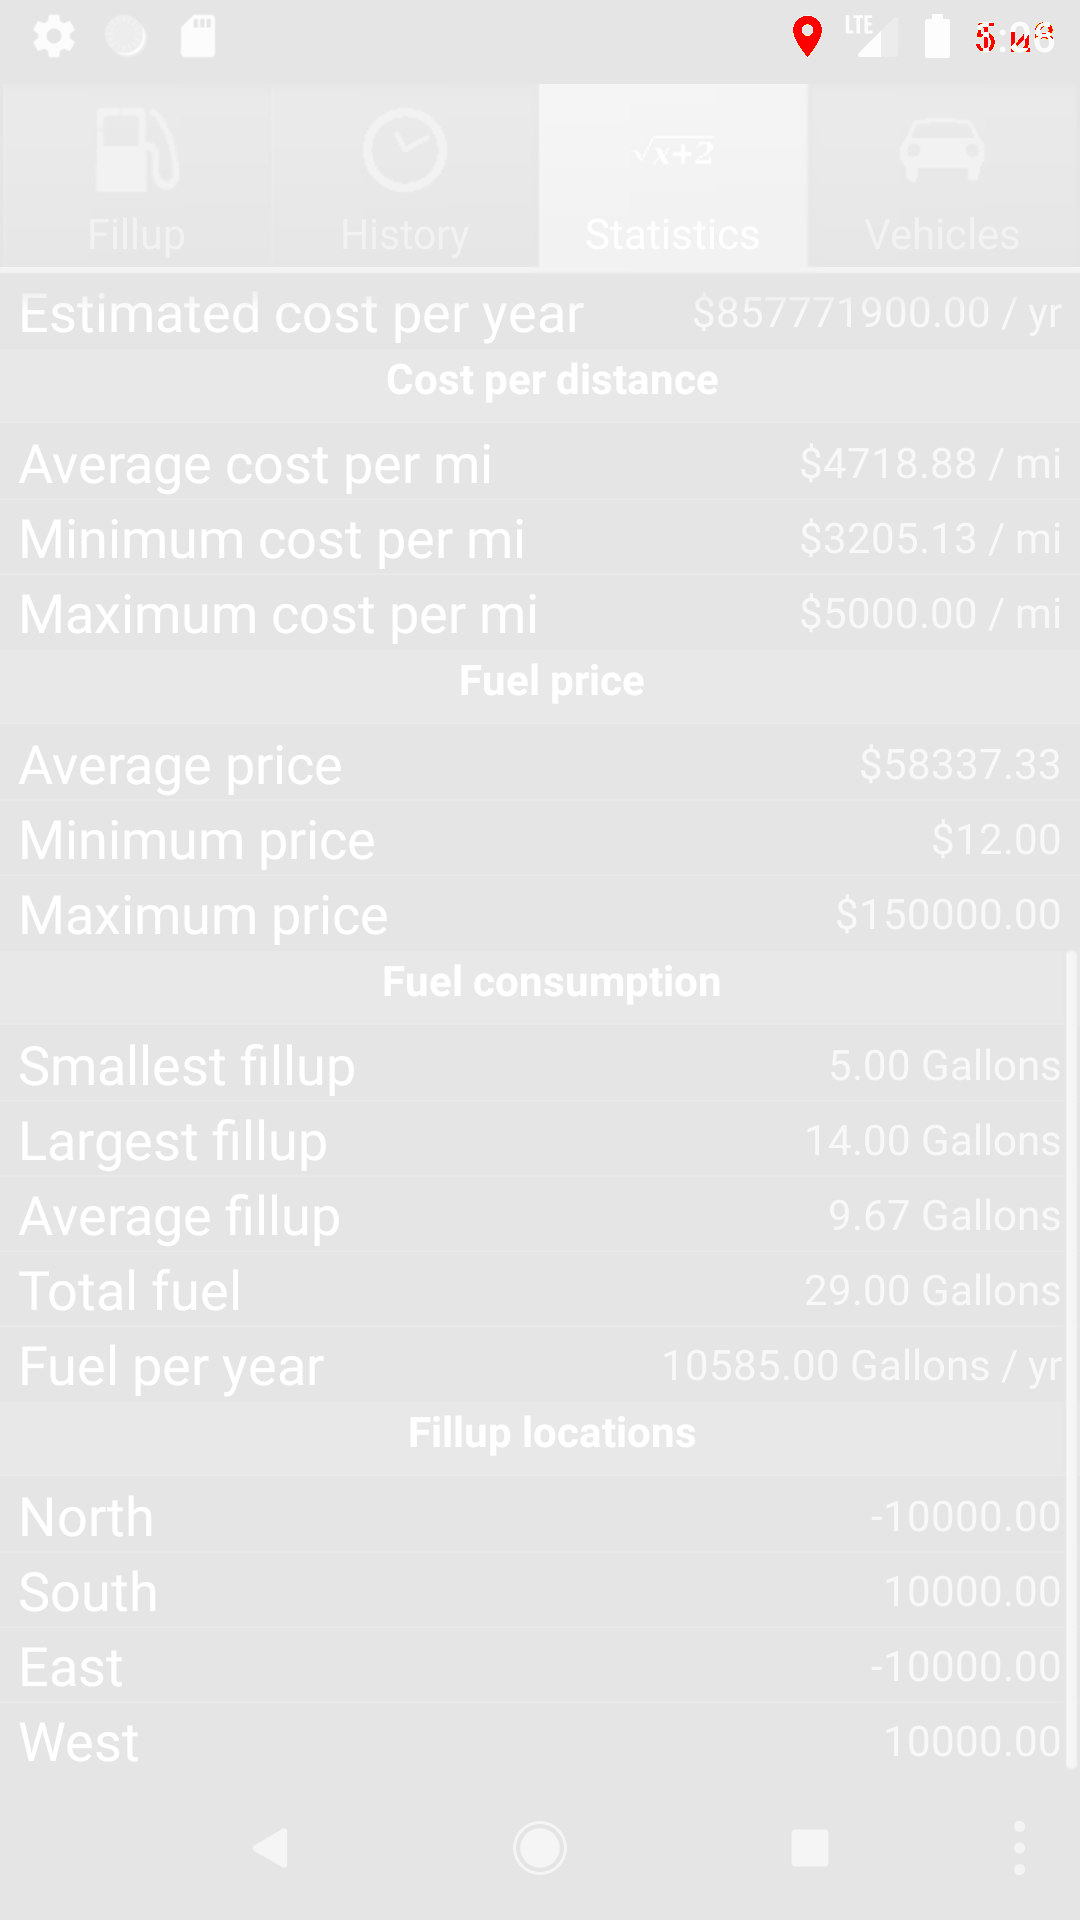 LTE
Fillup History √x+2 Statistics Vehicles
Estimated cost per year $857771900.00 / yr
Cost per distance
Average cost per mi $4718.88 / mi
Minimum cost per mi $3205.13 / mi
Maximum cost per mi $5000.00 / mi
Fuel price
Average price $58337.33
Minimum price $12.00
Maximum price $150000.00
Fuel consumption
Smallest fillup 5.00 Gallons
Largest fillup 14.00 Gallons
Average fillup 9.67 Gallons
Total fuel 29.00 Gallons
Fuel per year 10585.00 Gallons / yr
Fillup locations
North -10000.00
South 10000.00
East -10000.00
West 10000.00